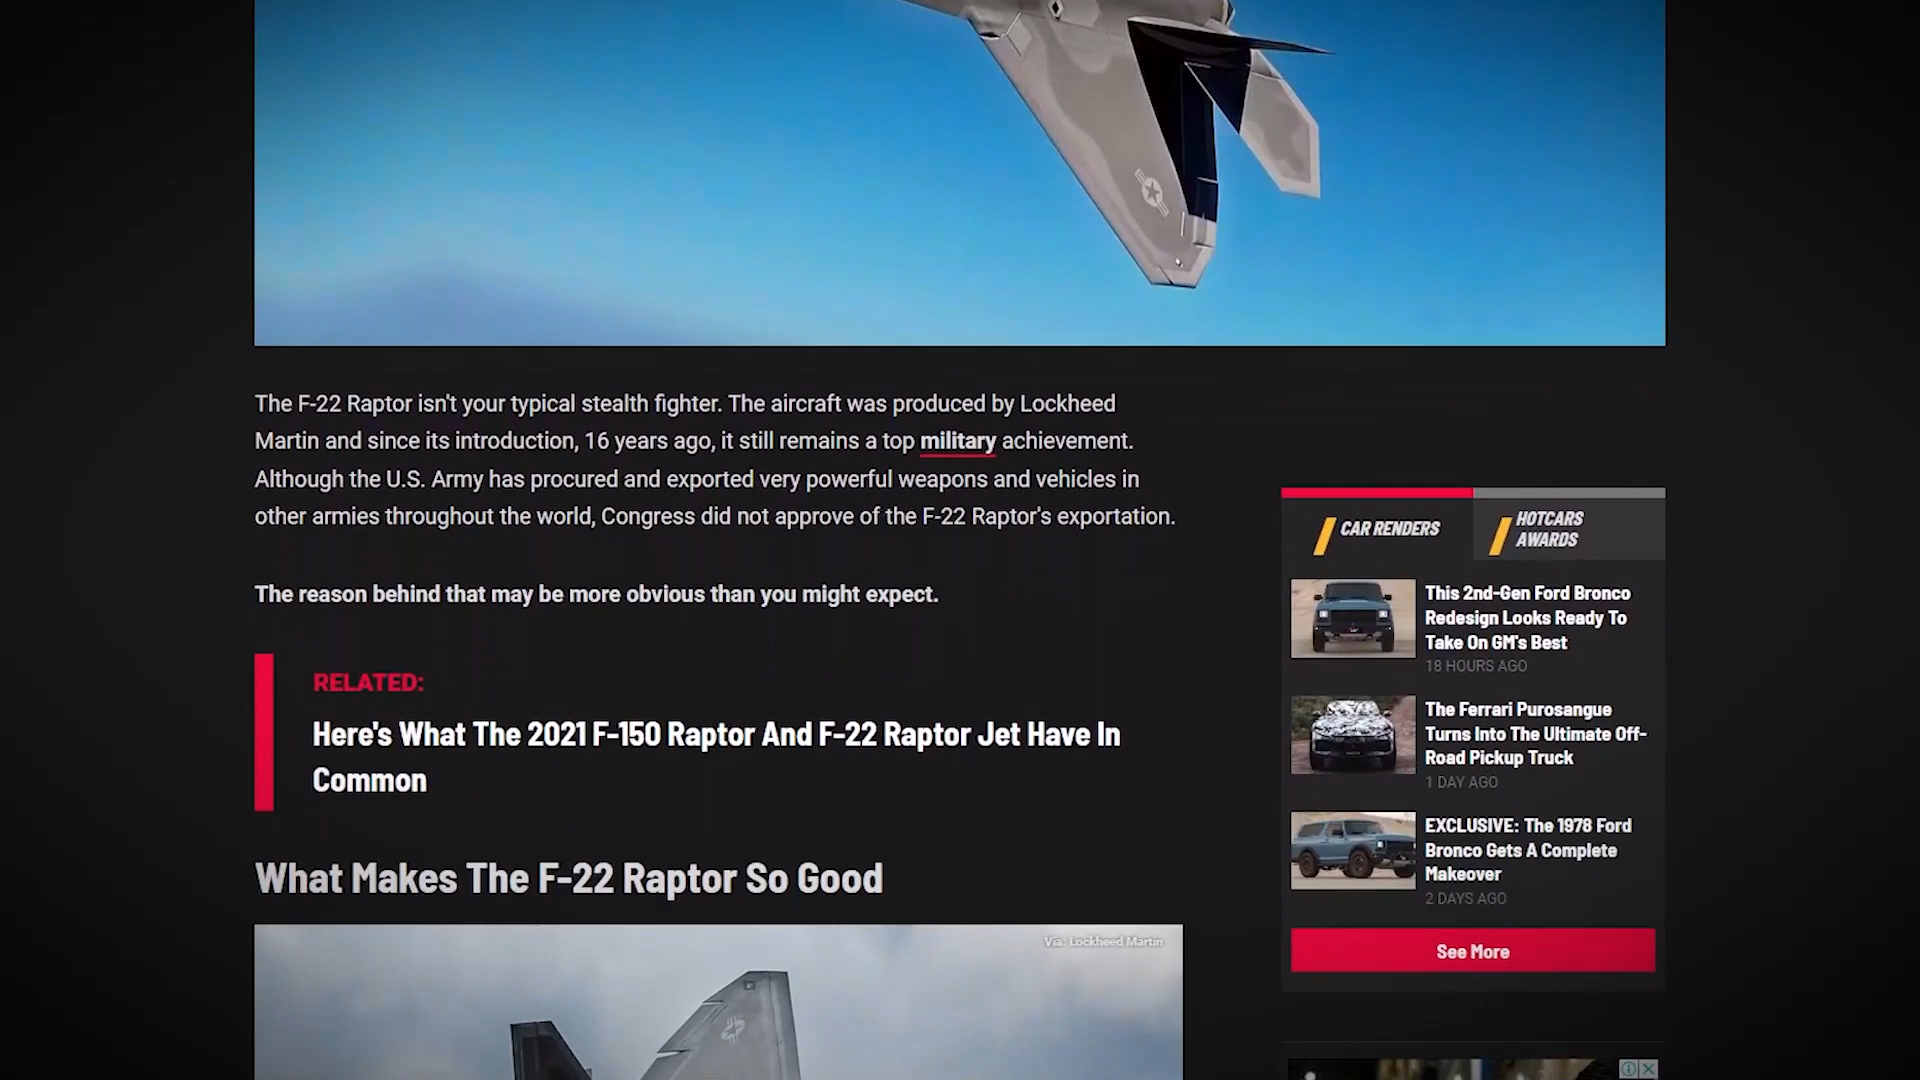 The F-22 Raptor isn't your typical stealth fighter. The aircraft was produced by Lockheed
Martin and since its introduction, 16 years ago, it still remains a top military achievement.
Although the U.S. Army has procured and exported very powerful weapons and vehicles in
other armies throughout the world, Congress did not approve of the F-22 Raptor's exportation.
The reason behind that may be more obvious than you might expect.
RELATED:
Here's What The 2021 F-150 Raptor And F-22 Raptor Jet Have In
Common
What Makes The F-22 Raptor So Good
Via: Lockheed Martin
CAR RENDERS
HOTCARS
AWARDS
This 2nd-Gen Ford Bronco
Redesign Looks Ready To
Take On GM's Best
18 HOURS AGO
The Ferrari Purosangue
Turns Into The Ultimate Off-
Road Pickup Truck
1 DAY AGO
EXCLUSIVE: The 1978 Ford
Bronco Gets A Complete
Makeover
2 DAYS AGO
See More